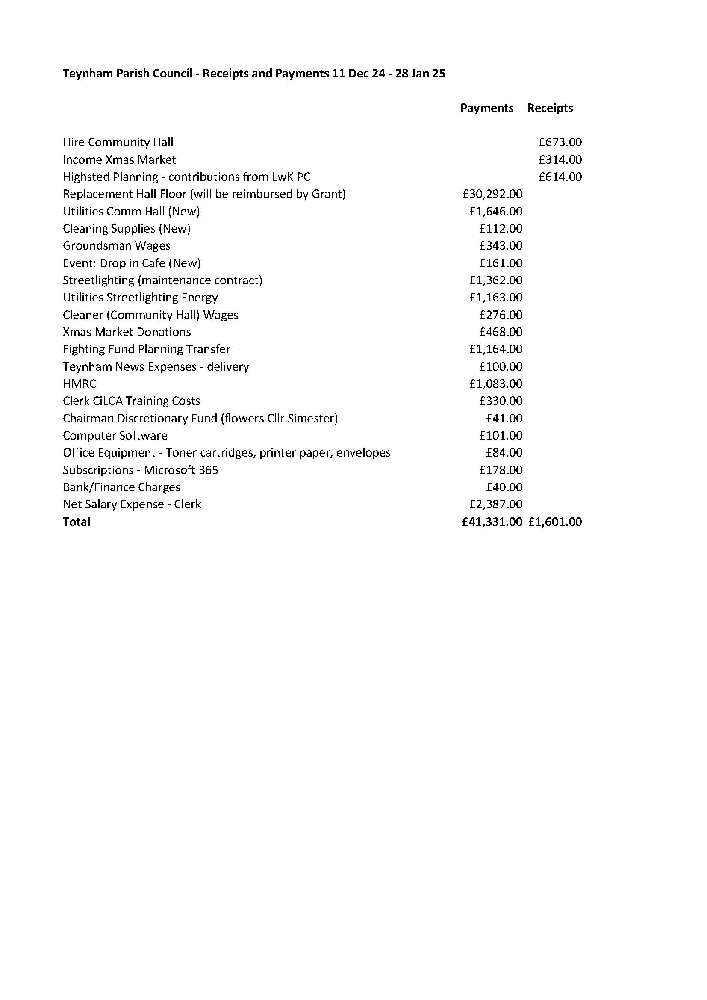 Teynham Parish Council - Receipts and Payments 11 Dec 24 - 28 Jan 25
Payments Receipts
Hire Community Hall £673.00
Income Xmas Market £314.00
Highsted Planning - contributions from LwK PC £614.00
Replacement Hall Floor (will be reimbursed by Grant) £30,292.00
Utilities Comm Hall (New) £1,646.00
Cleaning Supplies (New) £112.00
Groundsman Wages £343.00
Event: Drop in Cafe (New) £161.00
Streetlighting (maintenance contract) £1,362.00
Utilities Streetlighting Energy £1,163.00
Cleaner (Community Hall) Wages £276.00
Xmas Market Donations £468.00
Fighting Fund Planning Transfer £1,164.00
Teynham News Expenses - delivery £100.00
HMRC £1,083.00
Clerk CiLCA Training Costs £330.00
Chairman Discretionary Fund (flowers Cllr Simester) £41.00
Computer Software £101.00
Office Equipment - Toner cartridges, printer paper, envelopes £84.00
Subscriptions - Microsoft 365 £178.00
Bank/Finance Charges £40.00
Net Salary Expense - Clerk £2,387.00
Total £41,331.00 £1,601.00